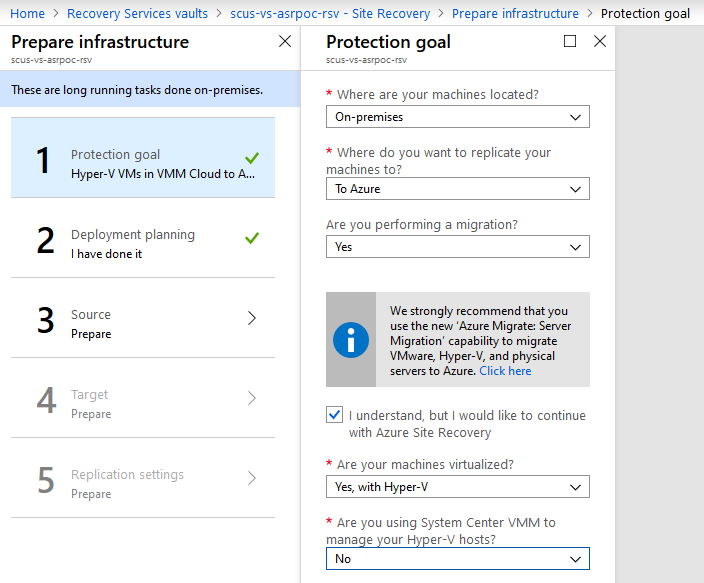 Home > Recovery Services vaults > scus-vs-asrpoc-rsv - Site Recovery > Prepare infrastructure > Protection goal
Prepare infrastructure
scus-vs-asrpoc-rsv
These are long running tasks done on-premises.
1
Protection goal
Hyper-V VMs in VMM Cloud to A...
2
Deployment planning
I have done it
3
Source
Prepare
4
Target
Prepare
5
Replication settings
Prepare
Protection goal
scus-vs-asrpoc-rsv
* Where are your machines located?
On-premises
* Where do you want to replicate your
machines to?
To Azure
Are you performing a migration?
Yes
We strongly recommend that you
use the new 'Azure Migrate: Server
Migration' capability to migrate
VMware, Hyper-V, and physical
servers to Azure. Click here
I understand, but I would like to continue
with Azure Site Recovery
* Are your machines virtualized?
Yes, with Hyper-V
* Are you using System Center VMM to
manage your Hyper-V hosts?
No